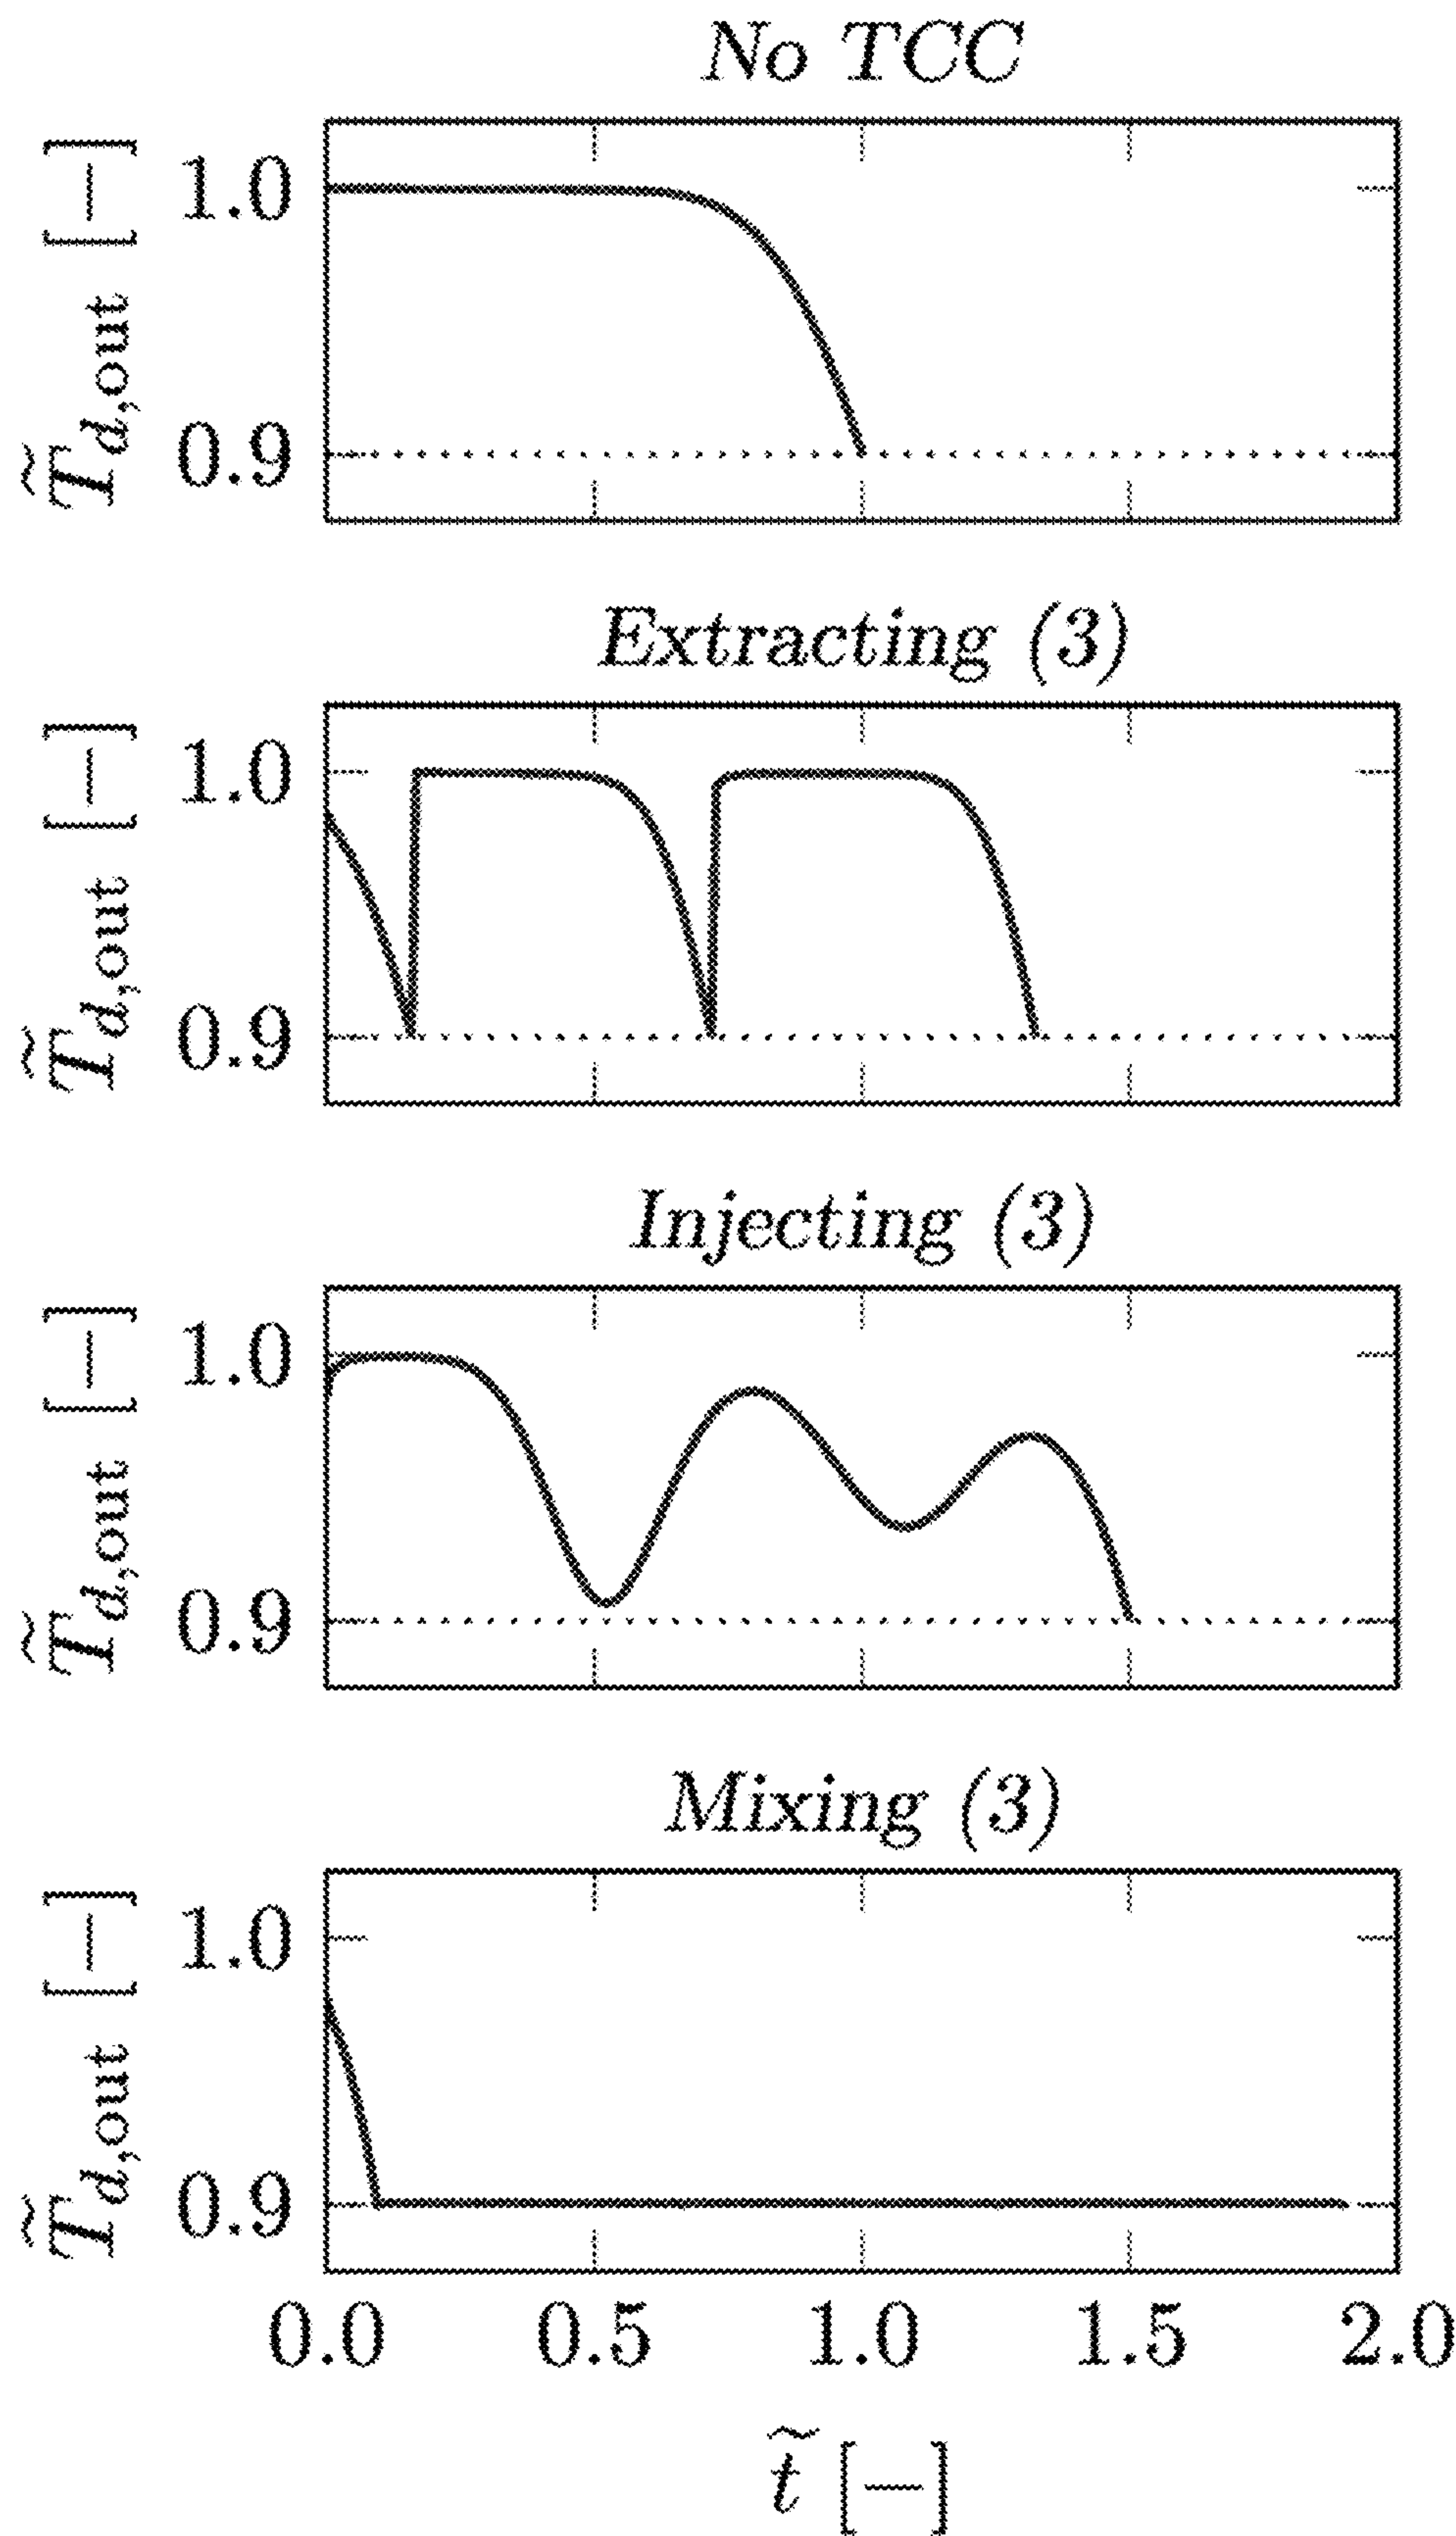 No TCC
T̃d,out [−]
1.0
0.9
Extracting (3)
T̃d,out [−]
1.0
0.9
Injecting (3)
T̃d,out [−]
1.0
0.9
Mixing (3)
T̃d,out [−]
1.0
0.9
0.0 0.5 1.0 1.5 2.0
t̃ [−]